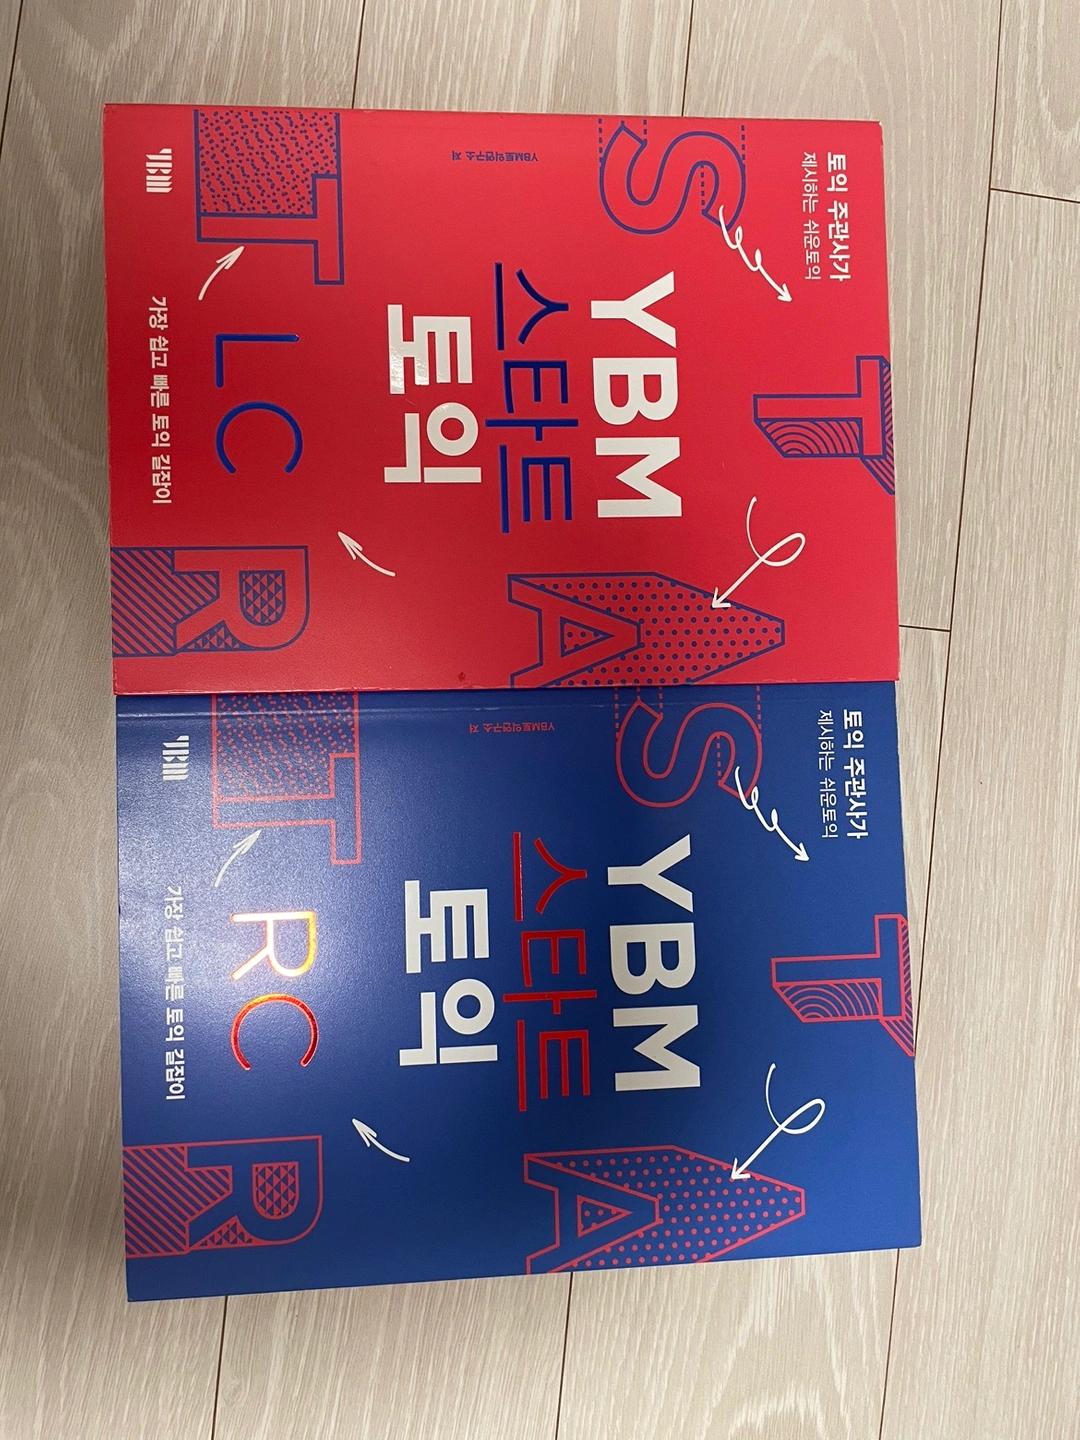 토익 주관사가
제시하는 쉬운토익
START
YBM
스타트
토익
YBM토익연구소 저
LC
가장 쉽고 빠른 토익 길잡이
YBM
토익 주관사가
제시하는 쉬운토익
START
YBM
스타트
토익
YBM토익연구소 저
RC
가장 쉽고 빠른 토익 길잡이
YBM